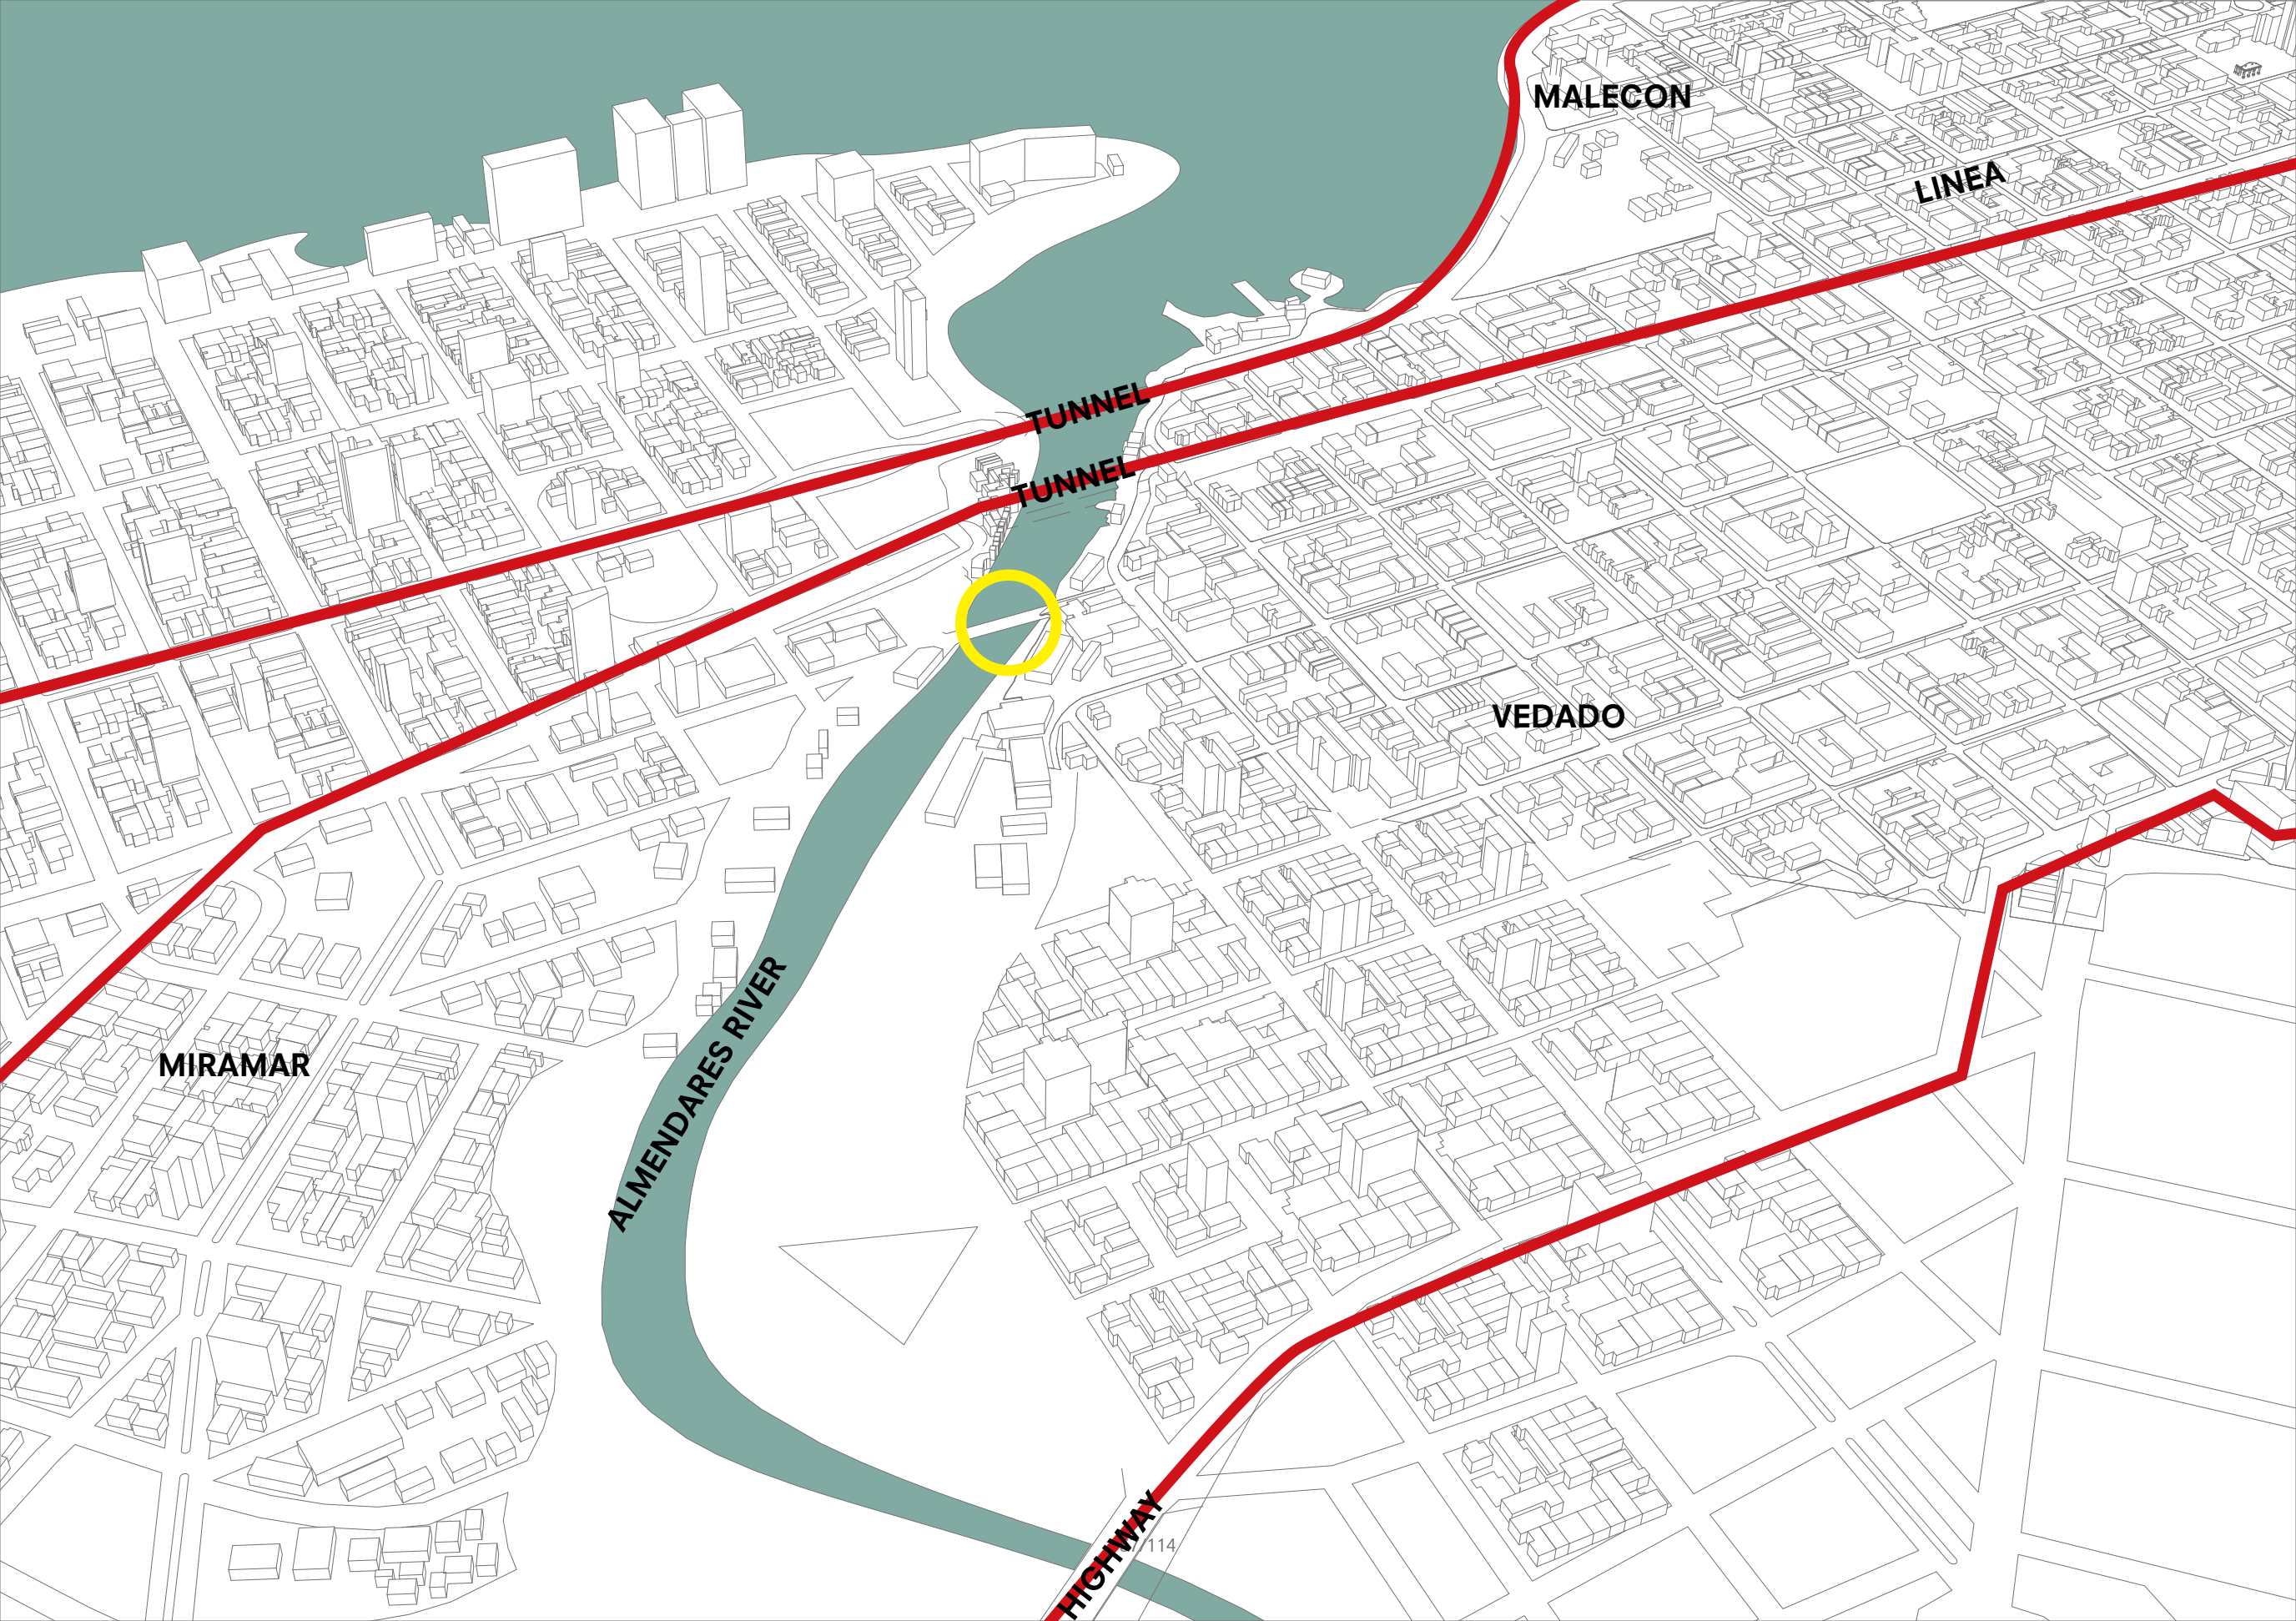 MALECON
LINEA
TUNNEL
TUNNEL
VEDADO
MIRAMAR
ALMENDARES RIVER
HIGHWAY
/114